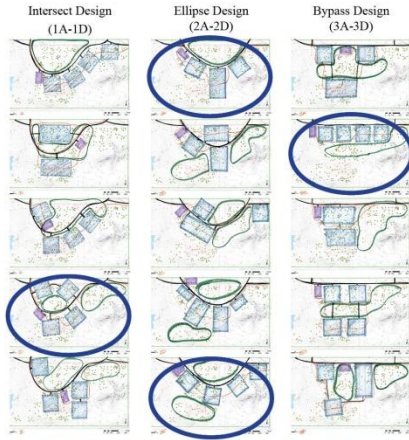 Intersect Design
(1A-1D)
Ellipse Design
(2A-2D)
Bypass Design
(3A-3D)